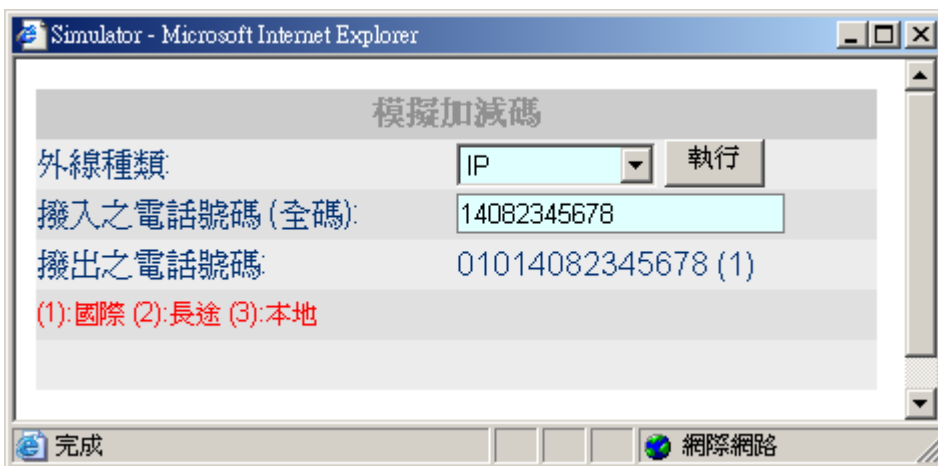 Simulator - Microsoft Internet Explorer
模擬加減碼
外線種類: IP 執行
撥入之電話號碼 (全碼): 14082345678
撥出之電話號碼: 01014082345678 (1)
(1):國際 (2):長途 (3):本地
完成 網際網路